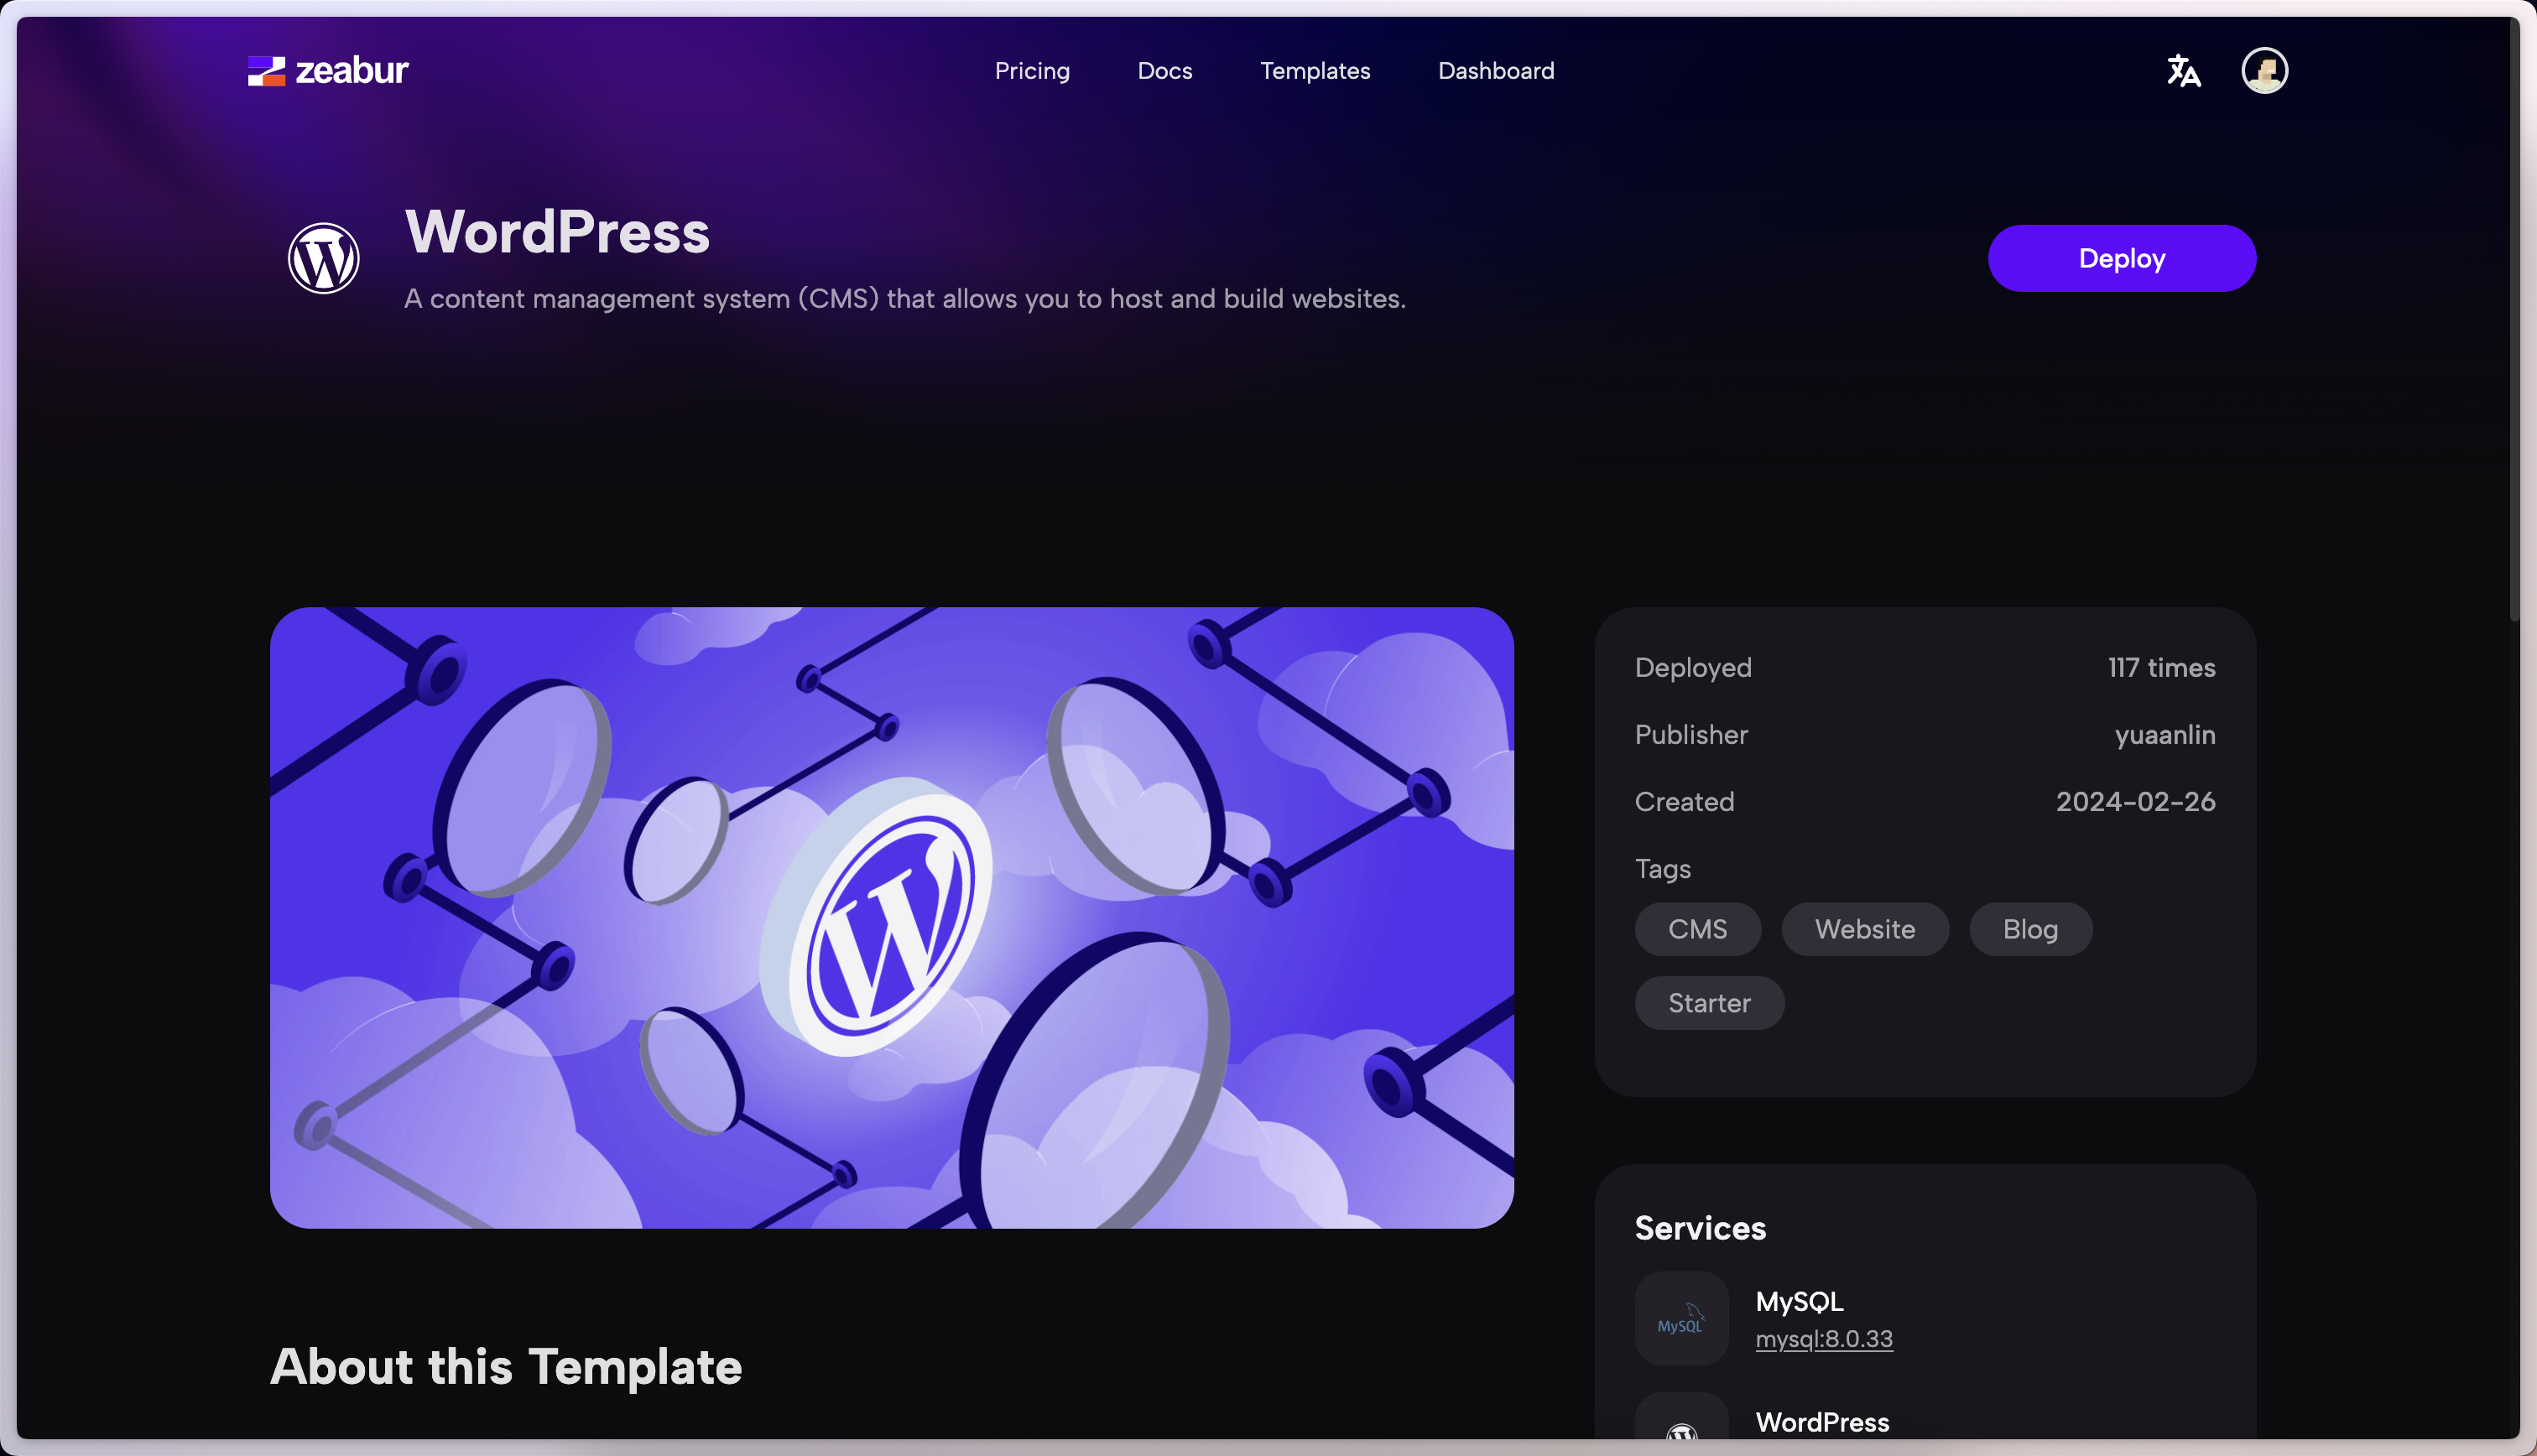 zeabur
Pricing
Docs
Templates
Dashboard
WordPress
A content management system (CMS) that allows you to host and build websites.
Deploy
Deployed
117 times
Publisher
yuaanlin
Created
2024-02-26
Tags
CMS
Website
Blog
Starter
Services
MySQL
MySQL
mysql:8.0.33
WordPress
About this Template